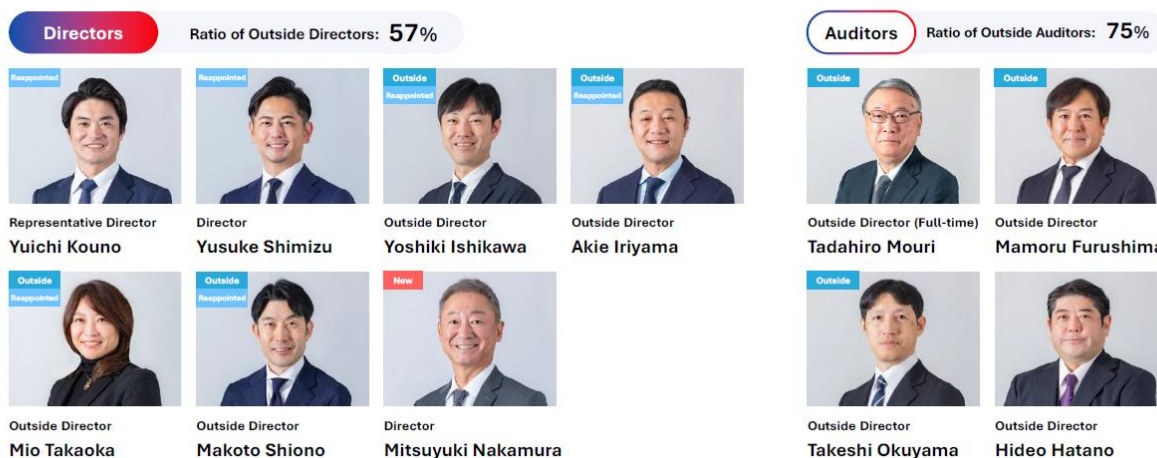 Directors
Ratio of Outside Directors: 57%
Reappointed
Representative Director
Yuichi Kouno
Reappointed
Director
Yusuke Shimizu
Outside
Reappointed
Outside Director
Yoshiki Ishikawa
Outside
Reappointed
Outside Director
Akie Iriyama
Outside
Reappointed
Outside Director
Mio Takaoka
Outside
Reappointed
Outside Director
Makoto Shiono
New
Director
Mitsuyuki Nakamura
Auditors
Ratio of Outside Auditors: 75%
Outside
Outside Director (Full-time)
Tadahiro Mouri
Outside
Outside Director
Mamoru Furushima
Outside
Outside Director
Takeshi Okuyama
Outside Director
Hideo Hatano